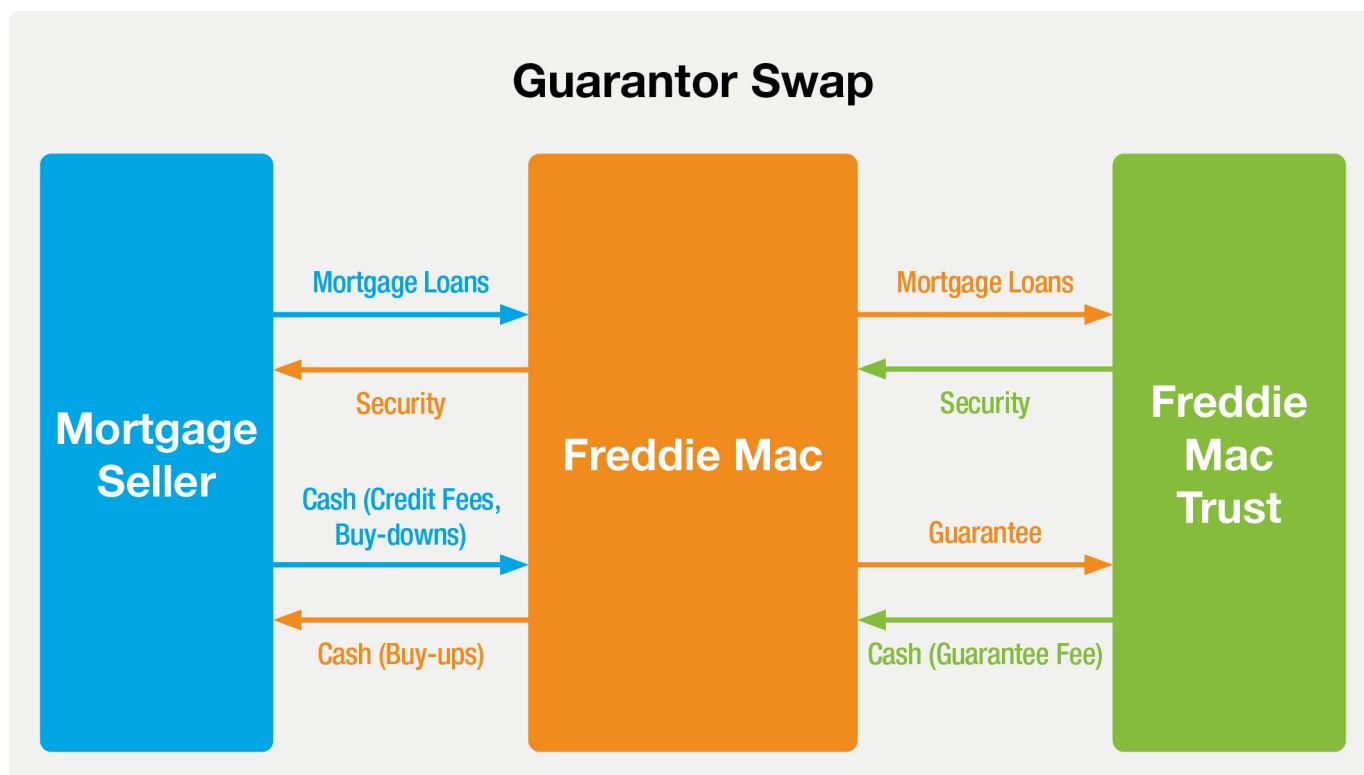 Guarantor Swap
Mortgage
Seller
Mortgage Loans
Security
Cash (Credit Fees,
Buy-downs)
Cash (Buy-ups)
Freddie Mac
Mortgage Loans
Security
Guarantee
Cash (Guarantee Fee)
Freddie
Mac
Trust